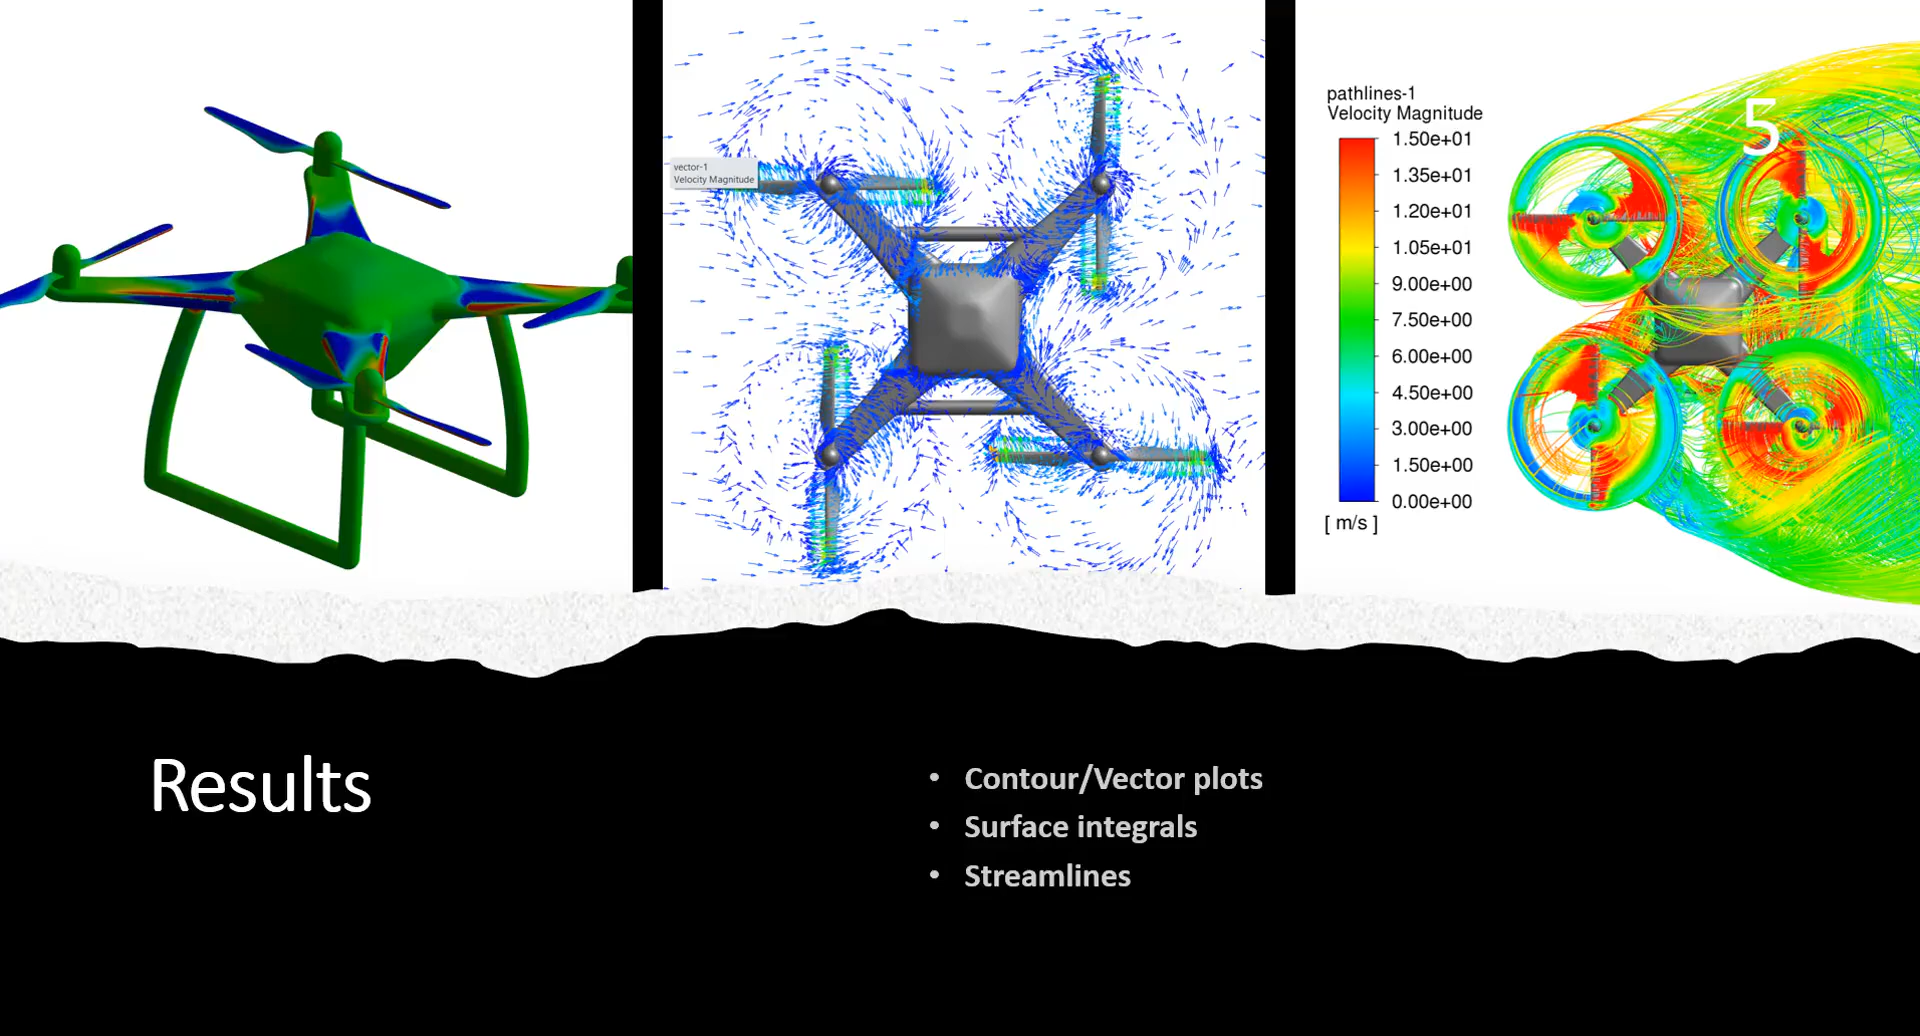 vector-1
Velocity Magnitude
pathlines-1
Velocity Magnitude
5
1.50e+01
1.35e+01
1.20e+01
1.05e+01
9.00e+00
7.50e+00
6.00e+00
4.50e+00
3.00e+00
1.50e+00
0.00e+00
[ m/s ]
Results
• Contour/Vector plots
• Surface integrals
• Streamlines